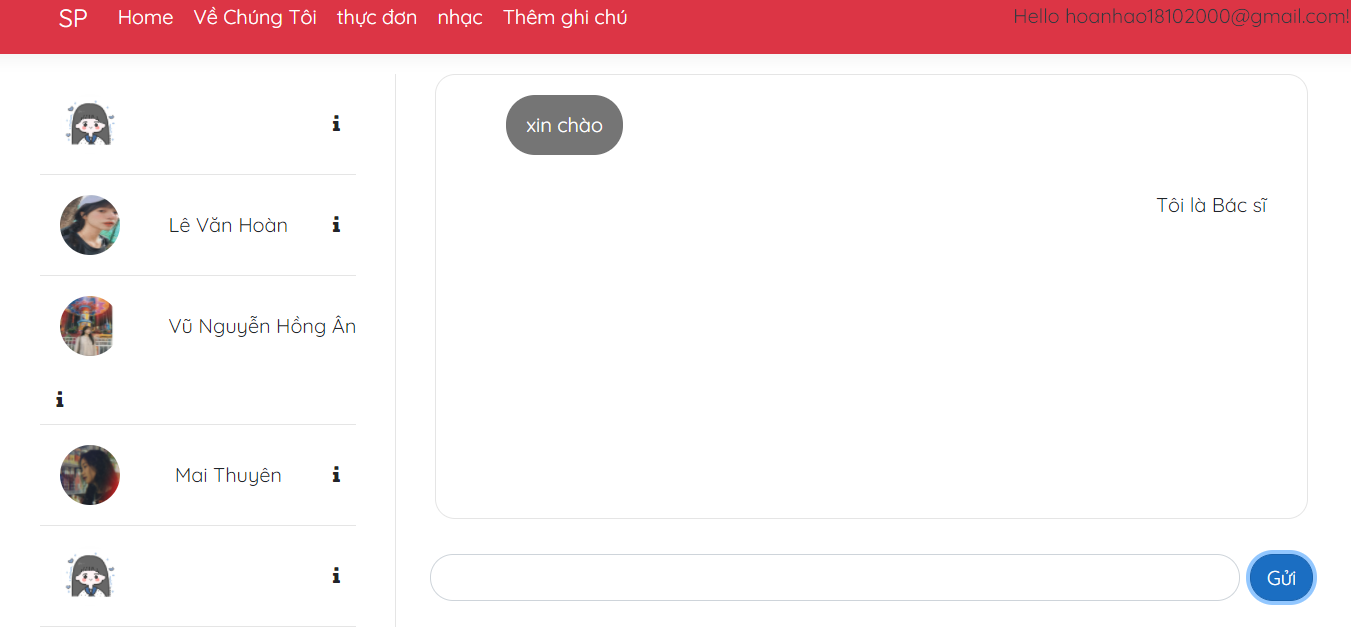 SP Home Về Chúng Tôi thực đơn nhạc Thêm ghi chú Hello hoanhao18102000@gmail.com!
Lê Văn Hoàn
Vũ Nguyễn Hồng Ân
Mai Thuyên
xin chào
Tôi là Bác sĩ
Gửi